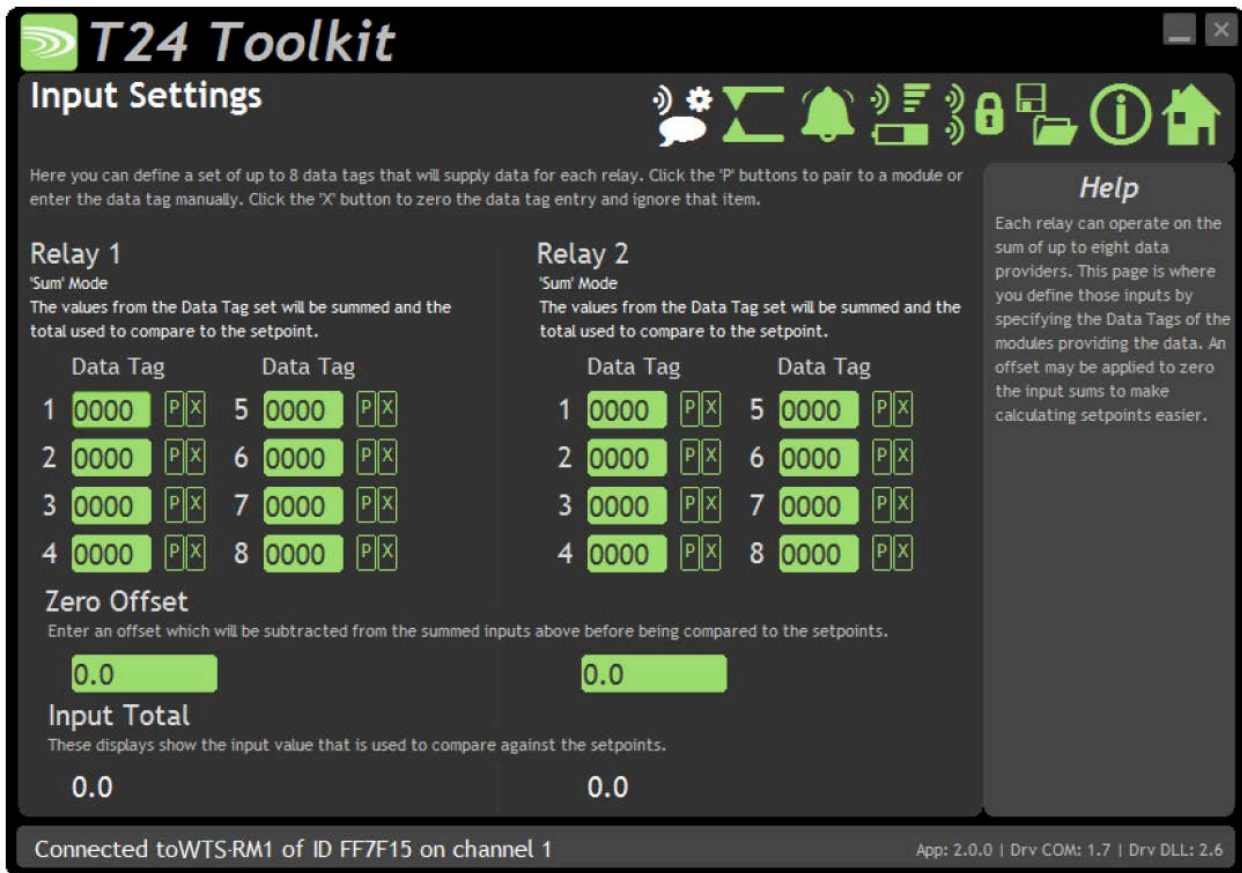 T24 Toolkit
Input Settings
Here you can define a set of up to 8 data tags that will supply data for each relay. Click the 'P' buttons to pair to a module or
enter the data tag manually. Click the 'X' button to zero the data tag entry and ignore that item.
Relay 1
'Sum' Mode
The values from the Data Tag set will be summed and the
total used to compare to the setpoint.
Data Tag Data Tag
1 0000 P X 5 0000 P X
2 0000 P X 6 0000 P X
3 0000 P X 7 0000 P X
4 0000 P X 8 0000 P X
Relay 2
'Sum' Mode
The values from the Data Tag set will be summed and the
total used to compare to the setpoint.
Data Tag Data Tag
1 0000 P X 5 0000 P X
2 0000 P X 6 0000 P X
3 0000 P X 7 0000 P X
4 0000 P X 8 0000 P X
Zero Offset
Enter an offset which will be subtracted from the summed inputs above before being compared to the setpoints.
0.0 0.0
Input Total
These displays show the input value that is used to compare against the setpoints.
0.0 0.0
Help
Each relay can operate on the
sum of up to eight data
providers. This page is where
you define those inputs by
specifying the Data Tags of the
modules providing the data. An
offset may be applied to zero
the input sums to make
calculating setpoints easier.
Connected toWTS-RM1 of ID FF7F15 on channel 1
App: 2.0.0 | Drv COM: 1.7 | Drv DLL: 2.6